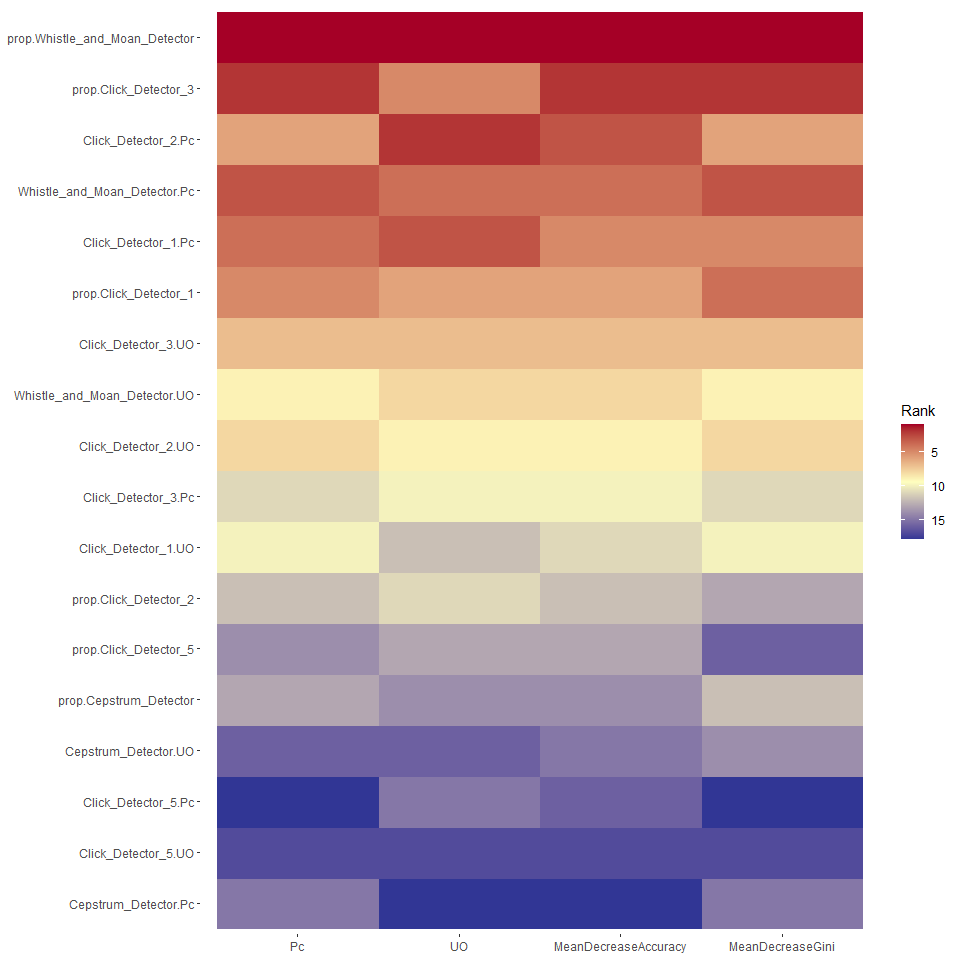 prop.Whistle_and_Moan_Detector
prop.Click_Detector_3
Click_Detector_2.Pc
Whistle_and_Moan_Detector.Pc
Click_Detector_1.Pc
prop.Click_Detector_1
Click_Detector_3.UO
Whistle_and_Moan_Detector.UO
Click_Detector_2.UO
Click_Detector_3.Pc
Click_Detector_1.UO
prop.Click_Detector_2
prop.Click_Detector_5
prop.Cepstrum_Detector
Cepstrum_Detector.UO
Click_Detector_5.Pc
Click_Detector_5.UO
Cepstrum_Detector.Pc
Pc UO MeanDecreaseAccuracy MeanDecreaseGini
Rank
5
10
15